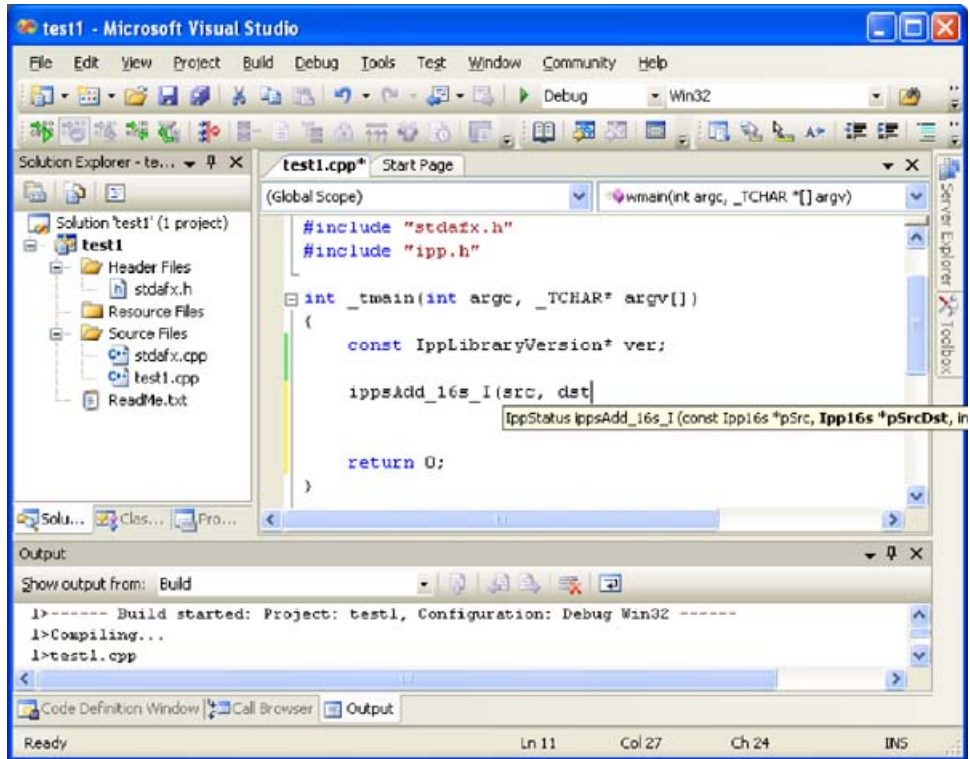 test1 - Microsoft Visual Studio
File Edit View Project Build Debug Tools Test Window Community Help
Debug Win32
Solution Explorer - te...
Solution 'test1' (1 project)
test1
Header Files
stdafx.h
Resource Files
Source Files
stdafx.cpp
test1.cpp
ReadMe.txt
Solu... Clas... Pro...
test1.cpp* Start Page
(Global Scope) wmain(int argc, _TCHAR *[] argv)
#include "stdafx.h"
#include "ipp.h"
int _tmain(int argc, _TCHAR* argv[])
{
const IppLibraryVersion* ver;
ippsAdd_16s_I(src, dst
IppStatus ippsAdd_16s_I (const Ipp16s *pSrc, Ipp16s *pSrcDst, in
return 0;
}
Server Explorer
Toolbox
Output
Show output from: Build
1>------ Build started: Project: test1, Configuration: Debug Win32 ------
1>Compiling...
1>test1.cpp
Code Definition Window Call Browser Output
Ready Ln 11 Col 27 Ch 24 INS